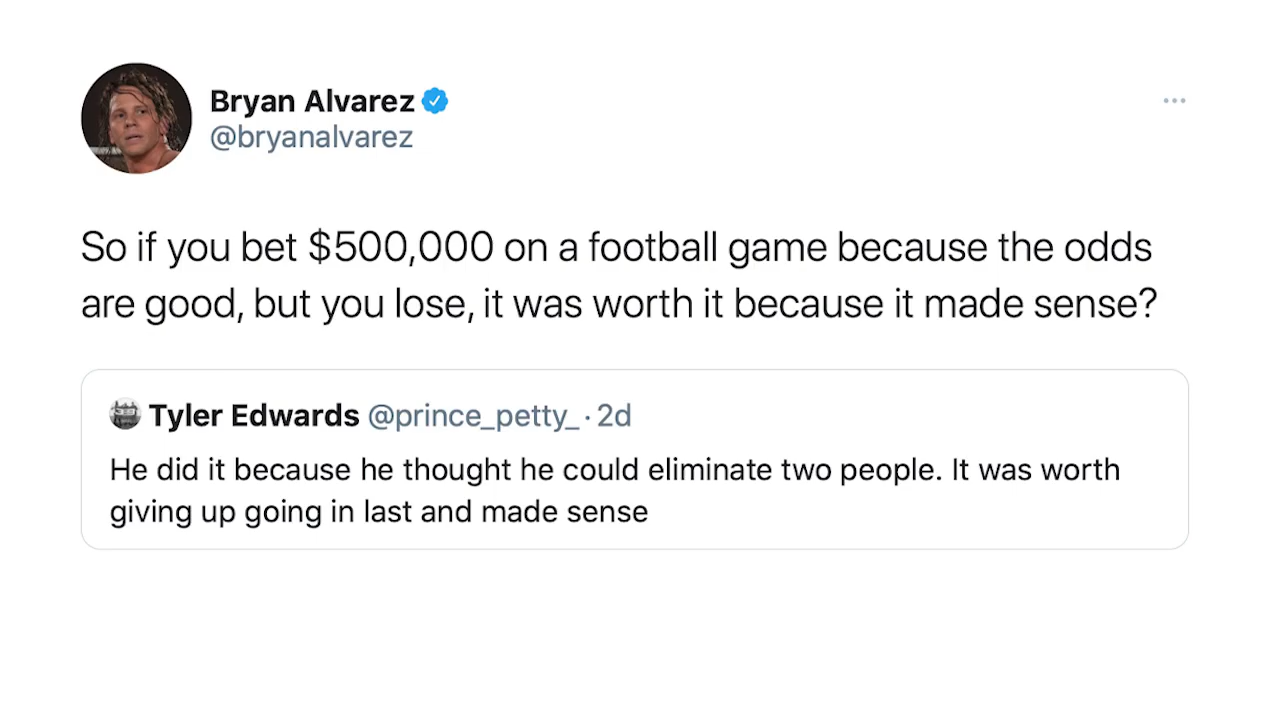 Bryan Alvarez
@bryanalvarez
So if you bet $500,000 on a football game because the odds
are good, but you lose, it was worth it because it made sense?
Tyler Edwards @prince_petty_ · 2d
He did it because he thought he could eliminate two people. It was worth
giving up going in last and made sense